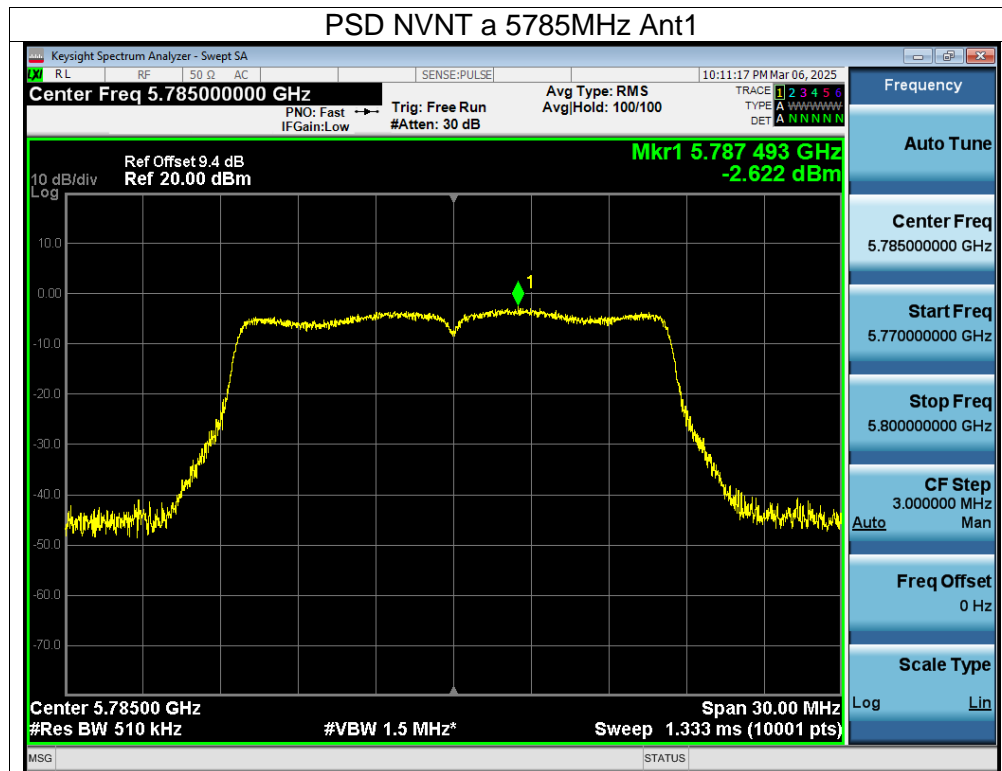 PSD NVNT a 5785MHz Ant1
Keysight Spectrum Analyzer - Swept SA
LXI RL RF 50 Ω AC SENSE:PULSE 10:11:17 PM Mar 06, 2025
Center Freq 5.785000000 GHz
PNO: Fast
IFGain:Low
Trig: Free Run
#Atten: 30 dB
Avg Type: RMS
Avg|Hold: 100/100
TRACE 1 2 3 4 5 6
TYPE A WWWWW
DET A N N N N N
Mkr1 5.787 493 GHz
-2.622 dBm
Ref Offset 9.4 dB
10 dB/div Ref 20.00 dBm
Log
1
10.0
0.00
-10.0
-20.0
-30.0
-40.0
-50.0
-60.0
-70.0
Center 5.78500 GHz Span 30.00 MHz
#Res BW 510 kHz #VBW 1.5 MHz* Sweep 1.333 ms (10001 pts)
MSG STATUS
Frequency
Auto Tune
Center Freq
5.785000000 GHz
Start Freq
5.770000000 GHz
Stop Freq
5.800000000 GHz
CF Step
3.000000 MHz
Auto Man
Freq Offset
0 Hz
Scale Type
Log Lin